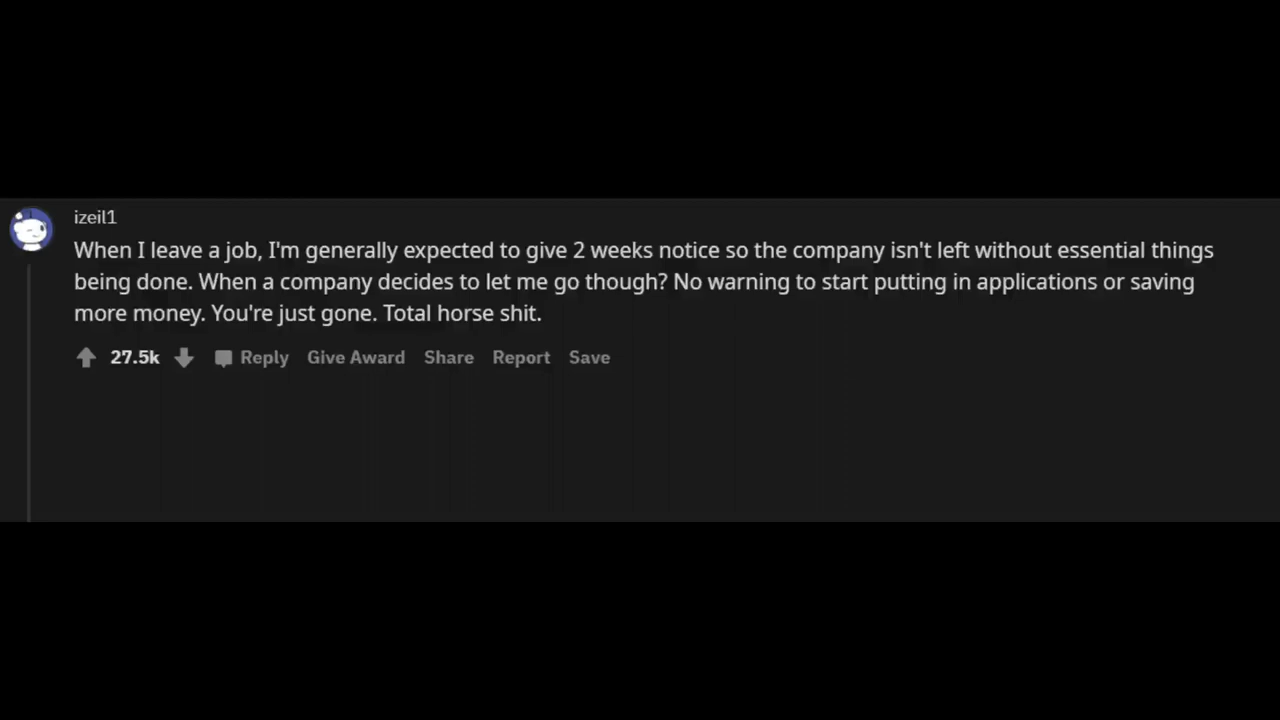 izeil1
When I leave a job, I'm generally expected to give 2 weeks notice so the company isn't left without essential things
being done. When a company decides to let me go though? No warning to start putting in applications or saving
more money. You're just gone. Total horse shit.
27.5k Reply Give Award Share Report Save